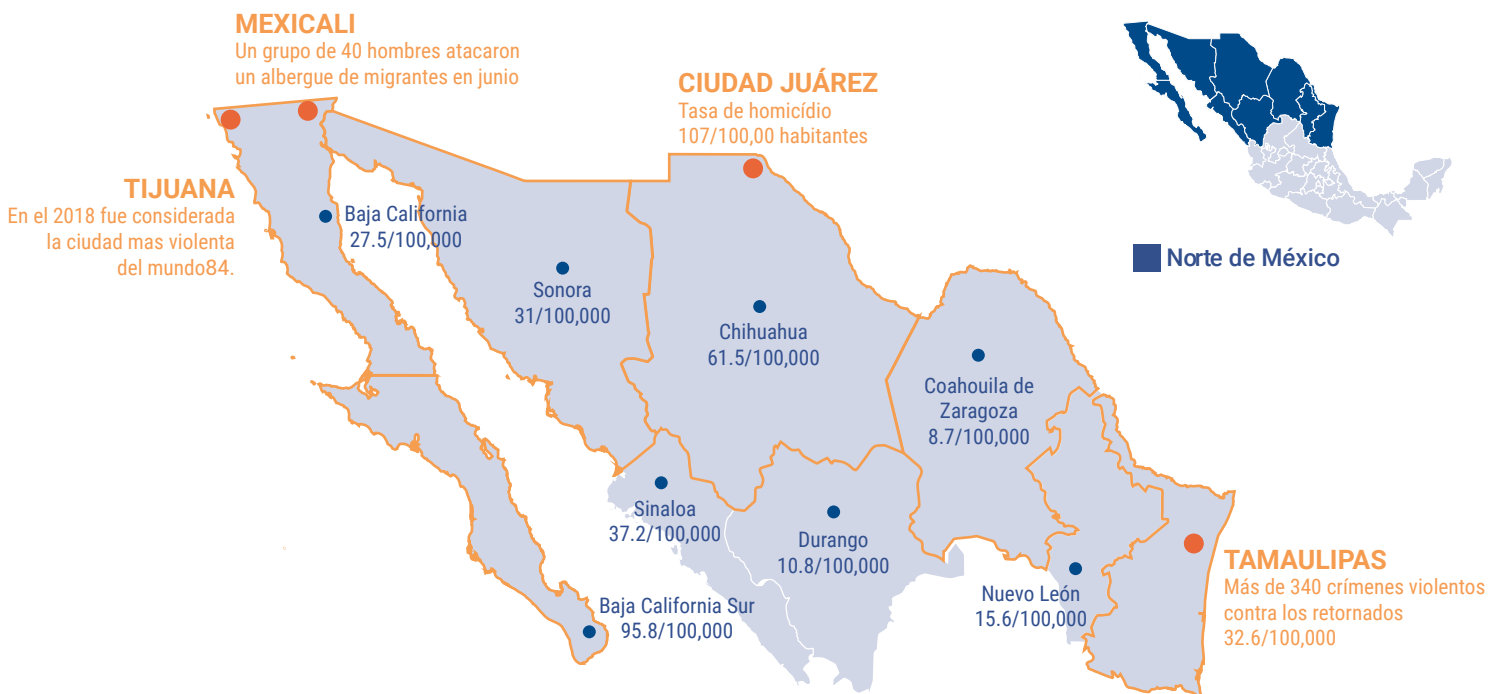 MEXICALI
Un grupo de 40 hombres atacaron
un albergue de migrantes en junio
CIUDAD JUÁREZ
Tasa de homicídio
107/100,00 habitantes
TIJUANA
En el 2018 fue considerada
la ciudad mas violenta
del mundo84.
Baja California
27.5/100,000
Sonora
31/100,000
Chihuahua
61.5/100,000
Norte de México
Coahouila de
Zaragoza
8.7/100,000
Sinaloa
37.2/100,000
Durango
10.8/100,000
Baja California Sur
95.8/100,000
Nuevo León
15.6/100,000
TAMAULIPAS
Más de 340 crímenes violentos
contra los retornados
32.6/100,000